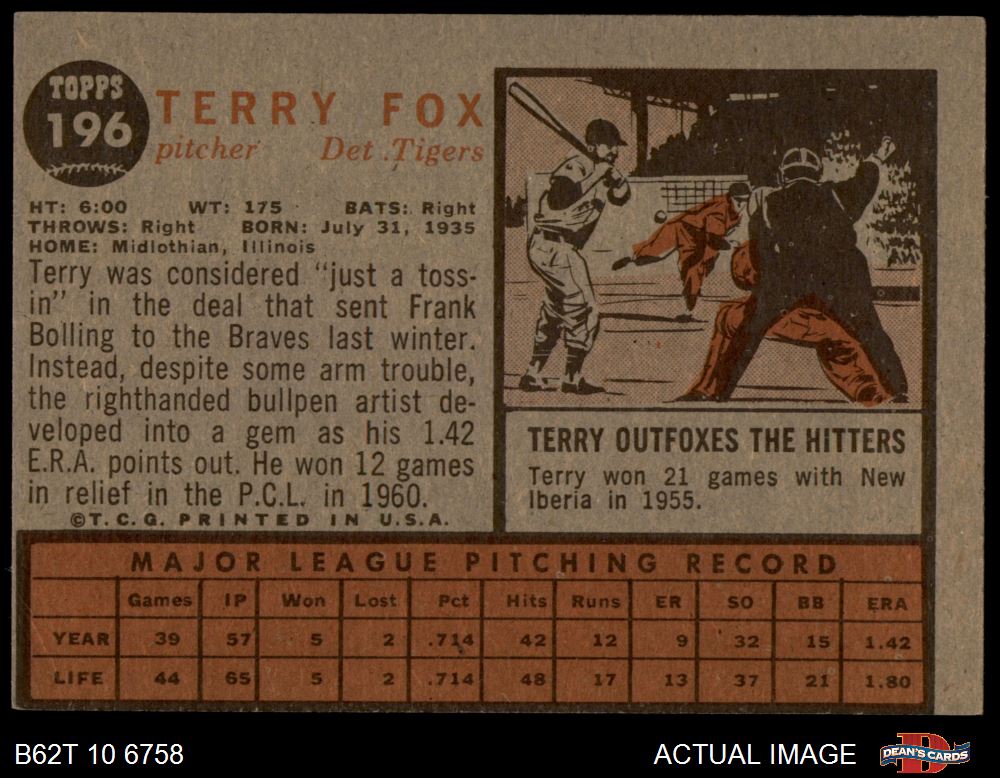 TOPPS
196
TERRY FOX
pitcher Det. Tigers
HT: 6:00 WT: 175 BATS: Right
THROWS: Right BORN: July 31, 1935
HOME: Midlothian, Illinois
Terry was considered "just a toss-
in" in the deal that sent Frank
Bolling to the Braves last winter.
Instead, despite some arm trouble,
the righthanded bullpen artist de-
veloped into a gem as his 1.42
E.R.A. points out. He won 12 games
in relief in the P.C.L. in 1960.
©T.C.G. PRINTED IN U.S.A.
TERRY OUTFOXES THE HITTERS
Terry won 21 games with New
Iberia in 1955.
MAJOR LEAGUE PITCHING RECORD
Games IP Won Lost Pct Hits Runs ER SO BB ERA
YEAR 39 57 5 2 .714 42 12 9 32 15 1.42
LIFE 44 65 5 2 .714 48 17 13 37 21 1.80
B62T 10 6758
ACTUAL IMAGE
DEAN'S CARDS